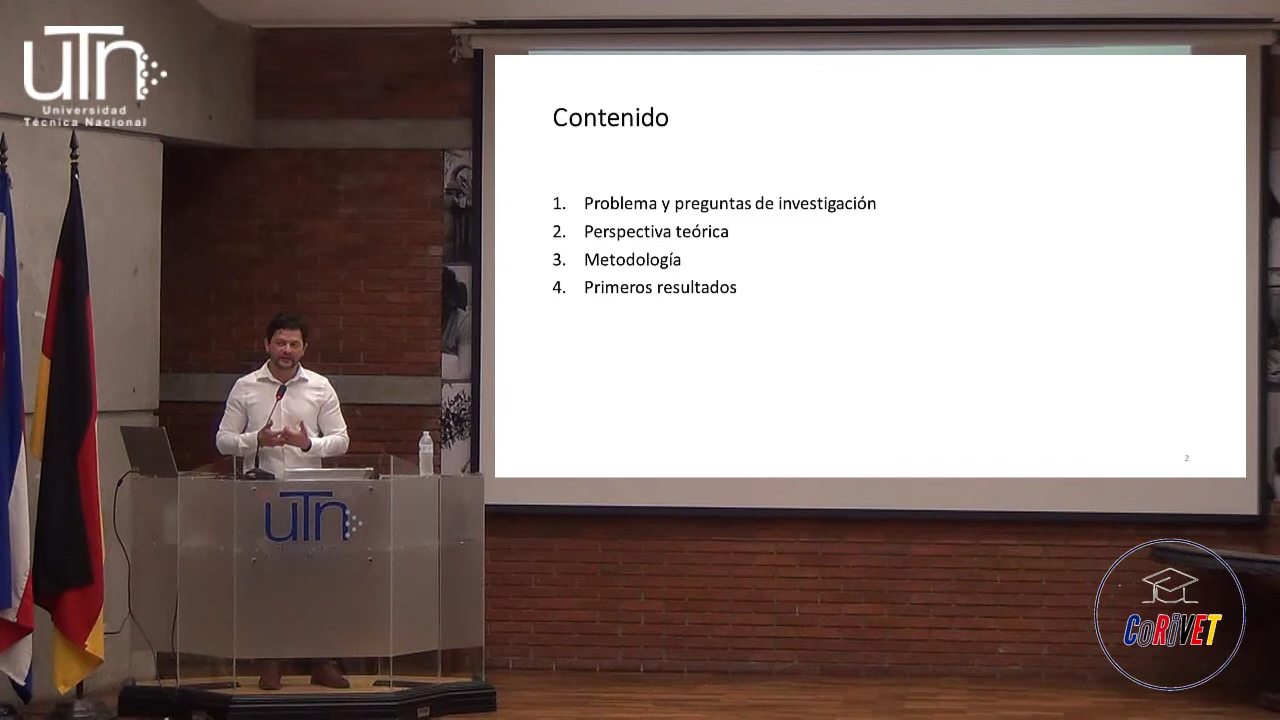 uTn
Universidad
Técnica Nacional
Contenido
1. Problema y preguntas de investigación
2. Perspectiva teórica
3. Metodología
4. Primeros resultados
2
uTn
CoRiVET